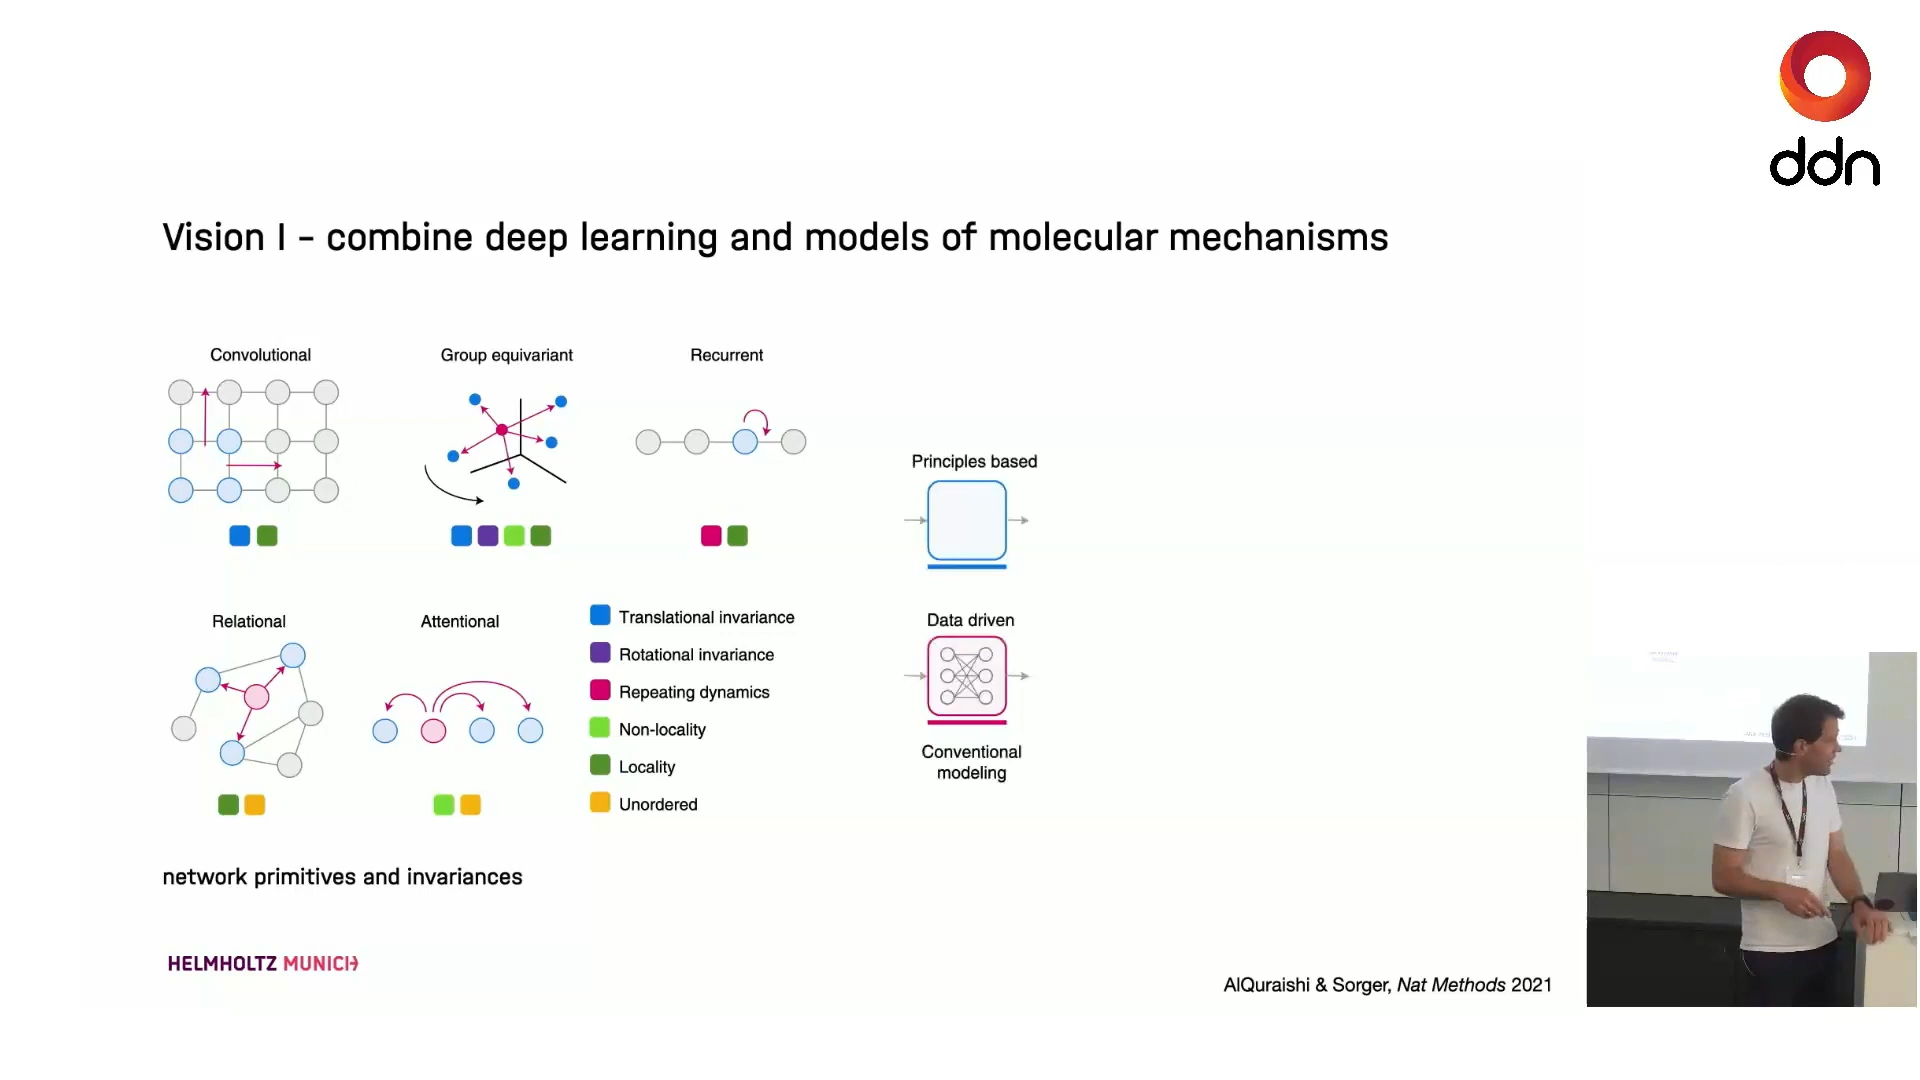 ddn
Vision I - combine deep learning and models of molecular mechanisms
Convolutional
Group equivariant
Recurrent
Principles based
Relational
Attentional
Translational invariance
Rotational invariance
Repeating dynamics
Non-locality
Locality
Unordered
Data driven
Conventional
modeling
network primitives and invariances
HELMHOLTZ MUNICH
AlQuraishi & Sorger, Nat Methods 2021